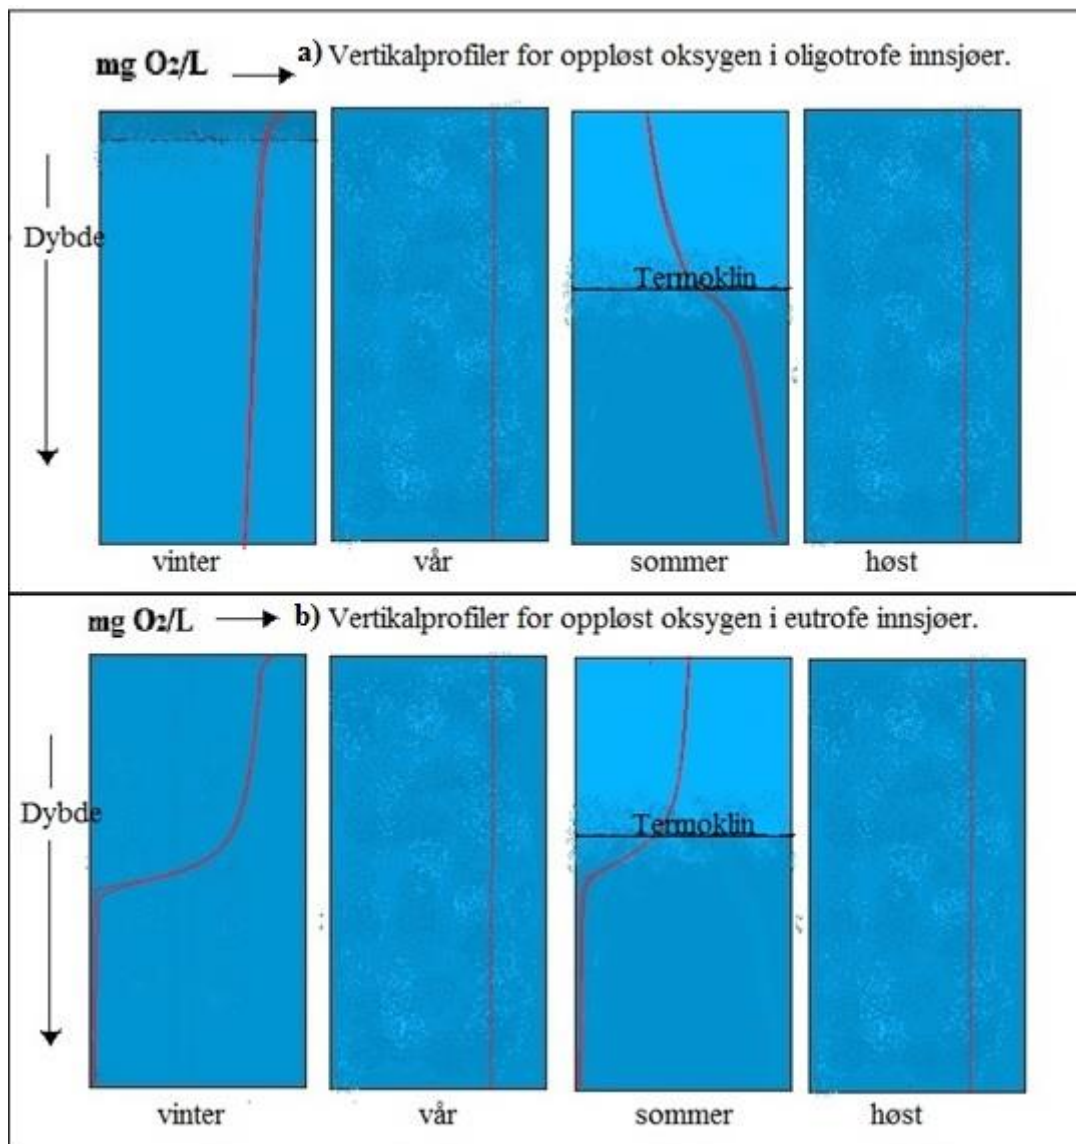 mg O₂/L
a) Vertikalprofiler for oppløst oksygen i oligotrofe innsjøer.
Dybde
Termoklin
vinter
vår
sommer
høst
mg O₂/L
b) Vertikalprofiler for oppløst oksygen i eutrofe innsjøer.
Dybde
Termoklin
vinter
vår
sommer
høst